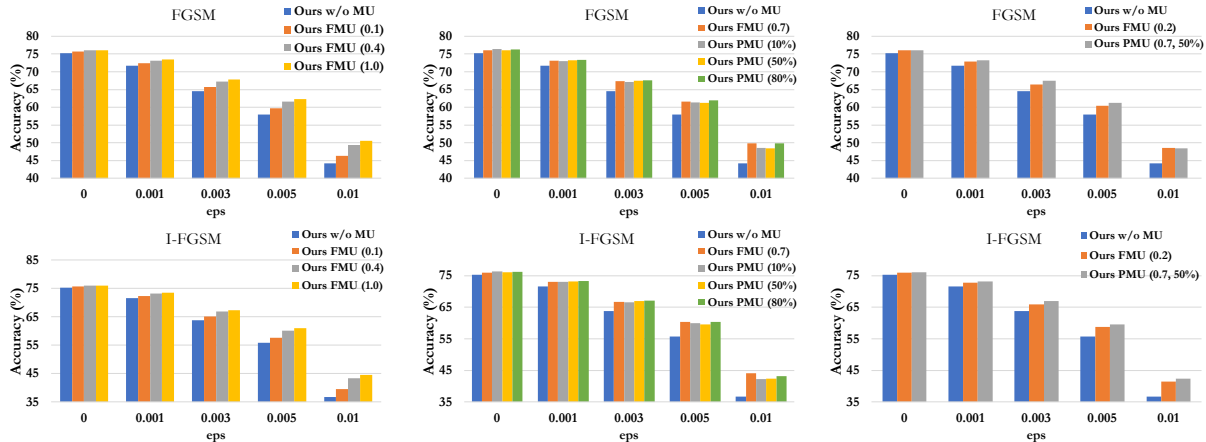 FGSM
Ours w/o MU
Ours FMU (0.1)
Ours FMU (0.4)
Ours FMU (1.0)
Accuracy (%)
80
75
70
65
60
55
50
45
40
0 0.001 0.003 0.005 0.01
eps
FGSM
Ours w/o MU
Ours FMU (0.7)
Ours PMU (10%)
Ours PMU (50%)
Ours PMU (80%)
Accuracy (%)
80
75
70
65
60
55
50
45
40
0 0.001 0.003 0.005 0.01
eps
FGSM
Ours w/o MU
Ours FMU (0.2)
Ours PMU (0.7, 50%)
Accuracy (%)
80
75
70
65
60
55
50
45
40
0 0.001 0.003 0.005 0.01
eps
I-FGSM
Ours w/o MU
Ours FMU (0.1)
Ours FMU (0.4)
Ours FMU (1.0)
Accuracy (%)
85
75
65
55
45
35
0 0.001 0.003 0.005 0.01
eps
I-FGSM
Ours w/o MU
Ours FMU (0.7)
Ours PMU (10%)
Ours PMU (50%)
Ours PMU (80%)
Accuracy (%)
75
65
55
45
35
0 0.001 0.003 0.005 0.01
eps
I-FGSM
Ours w/o MU
Ours FMU (0.2)
Ours PMU (0.7, 50%)
Accuracy (%)
75
65
55
45
35
0 0.001 0.003 0.005 0.01
eps